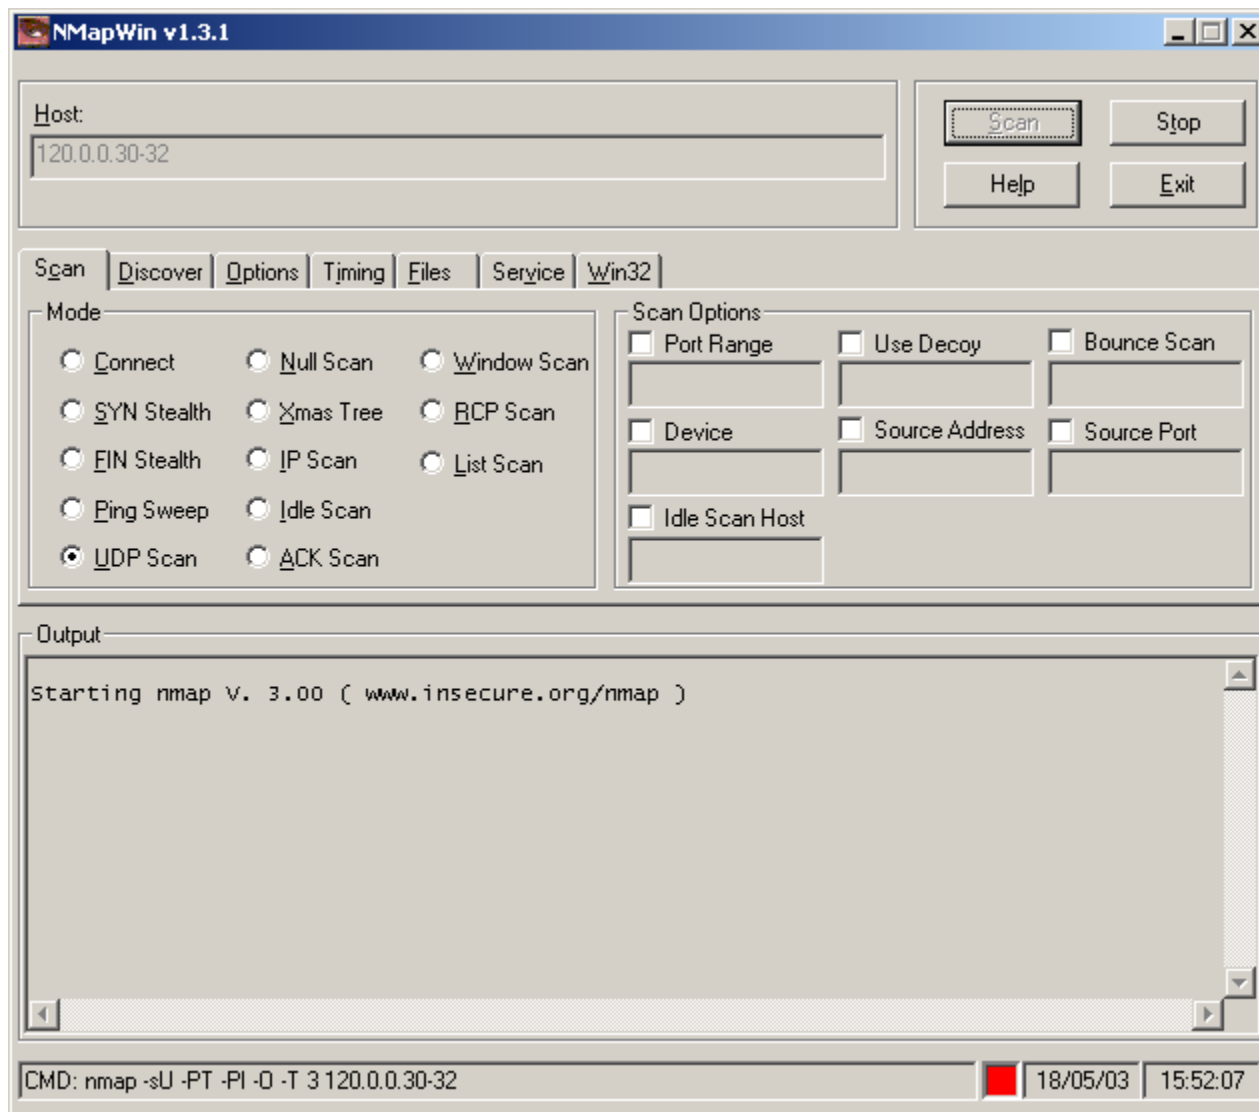 NMapWin v1.3.1
Host:
120.0.0.30-32
Scan
Stop
Help
Exit
Scan
Discover
Options
Timing
Files
Service
Win32
Mode
Connect
Null Scan
Window Scan
SYN Stealth
Xmas Tree
RCP Scan
FIN Stealth
IP Scan
List Scan
Ping Sweep
Idle Scan
UDP Scan
ACK Scan
Scan Options
Port Range
Use Decoy
Bounce Scan
Device
Source Address
Source Port
Idle Scan Host
Output
Starting nmap V. 3.00 ( www.insecure.org/nmap )
CMD: nmap -sU -PT -PI -O -T 3 120.0.0.30-32
18/05/03
15:52:07